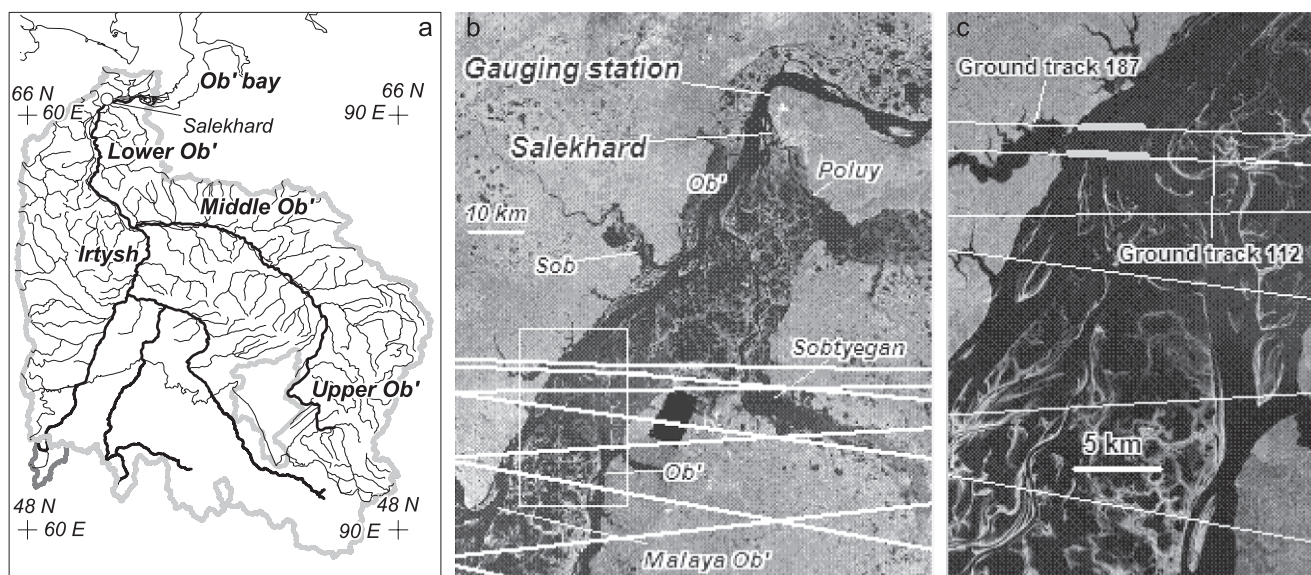 a
Ob' bay
66 N
60 E
66 N
90 E
Salekhard
Lower Ob'
Middle Ob'
Irtysh
Upper Ob'
48 N
60 E
48 N
90 E
b
Gauging station
Salekhard
Ob'
Poluy
10 km
Sob
Sobtyegan
Ob'
Malaya Ob'
c
Ground track 187
Ground track 112
5 km